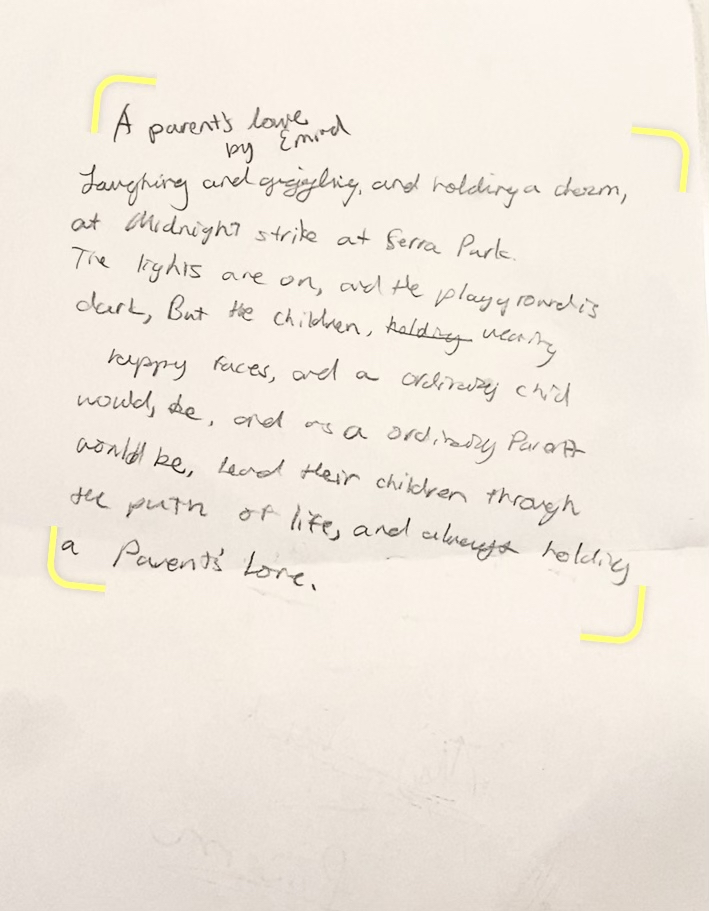 A parent's love
by
Laughing and giggling, and holding a charm,
at Midnight strike at Serra Park.
The lights are on, and the playground is
dark, But the children, holding wearing
happy faces, and a ordinary child
would, be, and as a ordinary Parent
would be, lead their children through
the path of life, and always holding
a Parents' Love.